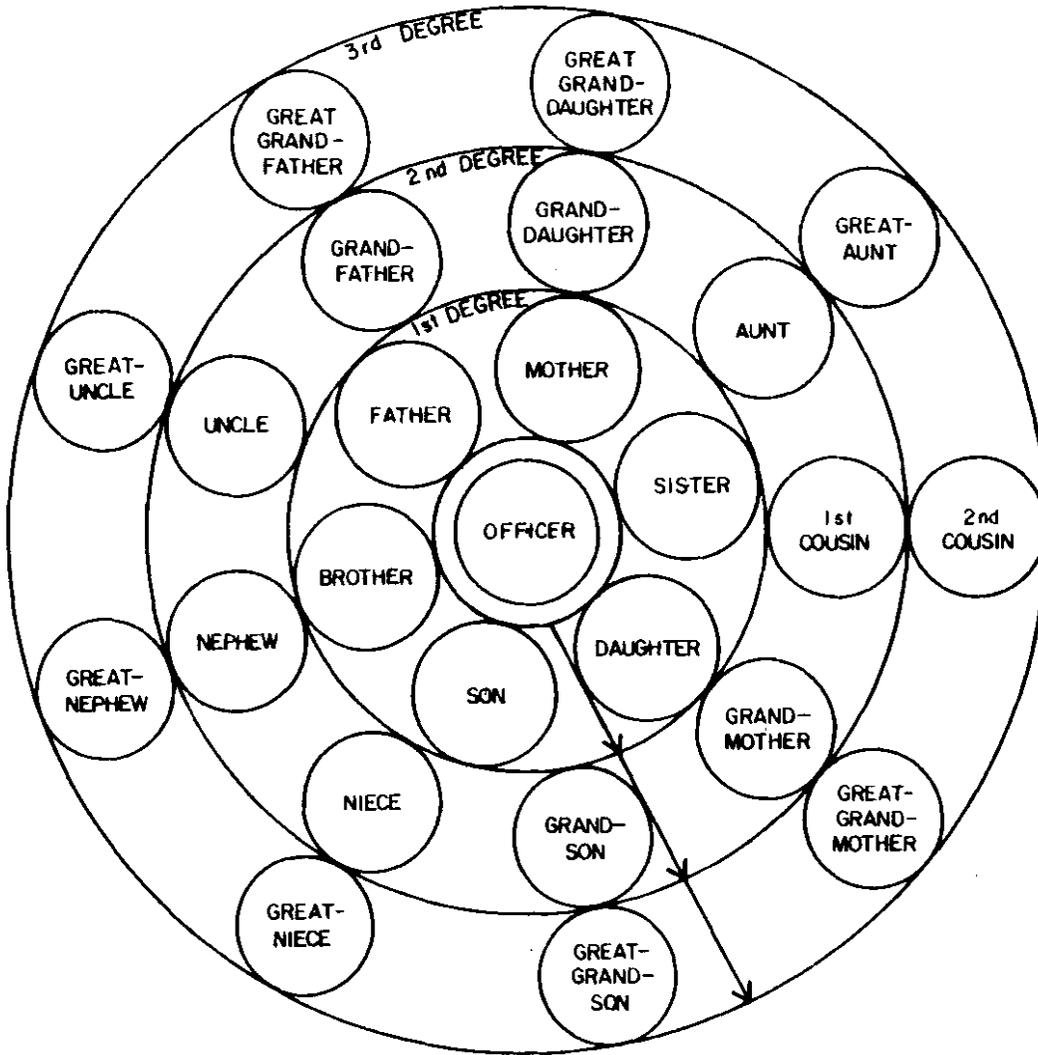 3rd DEGREE
GREAT
GRAND-
DAUGHTER
GREAT
GRAND-
FATHER
2nd DEGREE
GRAND-
DAUGHTER
GRAND-
FATHER
GREAT-
AUNT
1st DEGREE
AUNT
MOTHER
GREAT-
UNCLE
UNCLE
FATHER
SISTER
OFFICER
1st
COUSIN
2nd
COUSIN
BROTHER
NEPHEW
DAUGHTER
GREAT-
NEPHEW
SON
GRAND-
MOTHER
NIECE
GRAND-
SON
GREAT-
GRAND-
MOTHER
GREAT-
NIECE
GREAT-
GRAND-
SON